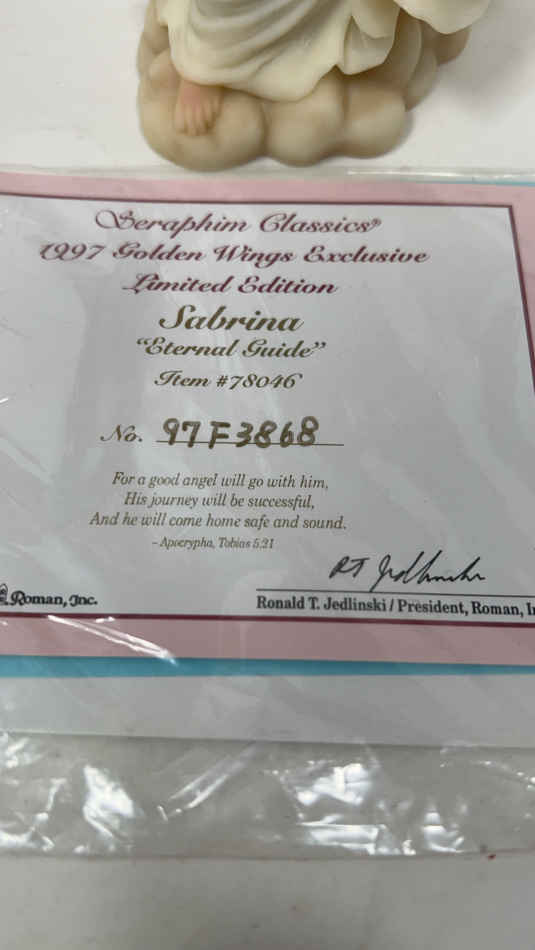 Seraphim Classics®
1997 Golden Wings Exclusive
Limited Edition
Sabrina
"Eternal Guide"
Item #78046
No. 97F3868
For a good angel will go with him,
His journey will be successful,
And he will come home safe and sound.
– Apocrypha, Tobias 5:21
RT Jedlinski
Roman, Inc.
Ronald T. Jedlinski / President, Roman, In